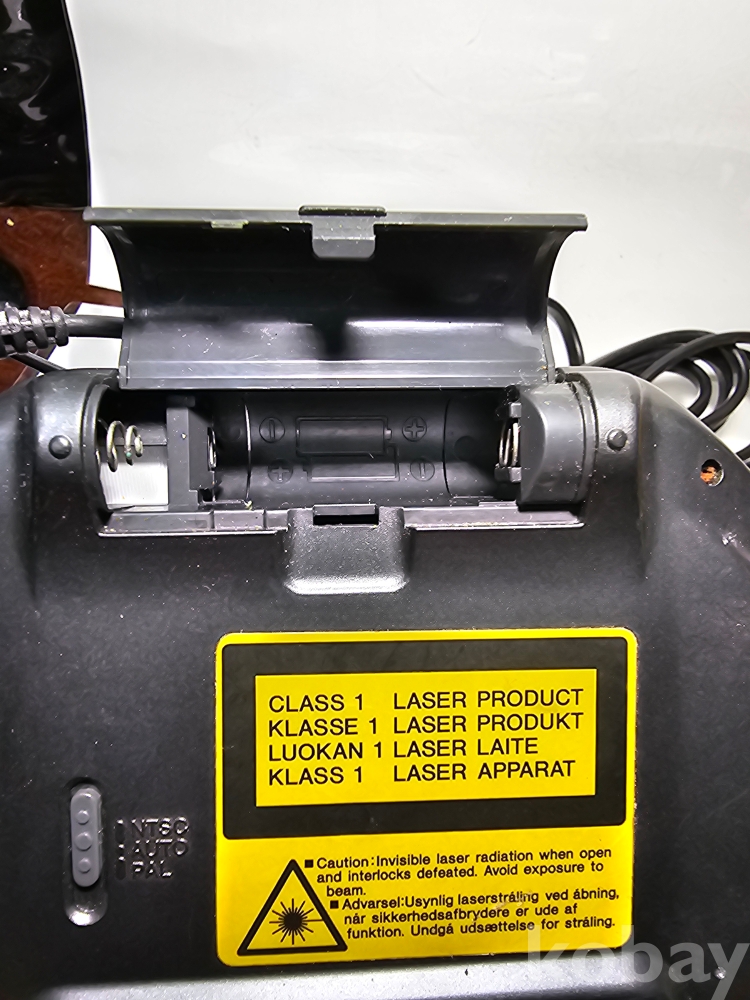 CLASS 1 LASER PRODUCT
KLASSE 1 LASER PRODUKT
LUOKAN 1 LASER LAITE
KLASS 1 LASER APPARAT
NTSC
AUTO
PAL
■ Caution: Invisible laser radiation when open
and interlocks defeated. Avoid exposure to
beam.
■ Advarsel: Usynlig laserstråling ved åbning,
når sikkerhedsafbrydere er ude af
funktion. Undgå udsættelse for stråling.
kobay